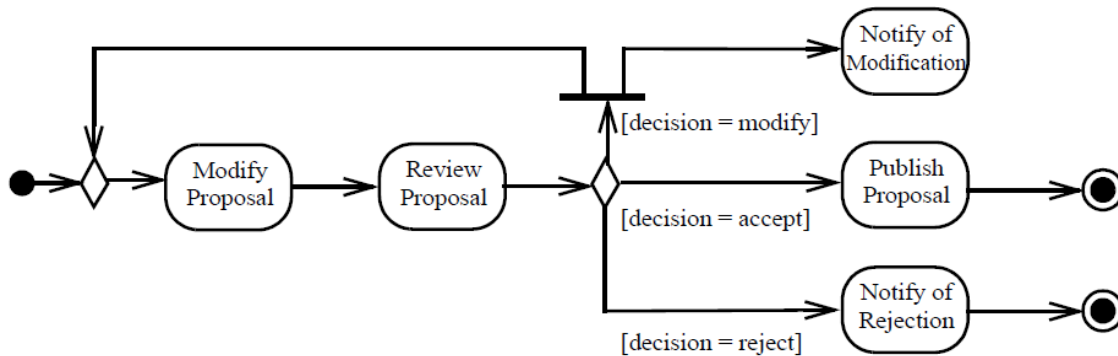 Notify of
Modification
[decision = modify]
Modify
Proposal
Review
Proposal
Publish
Proposal
[decision = accept]
Notify of
Rejection
[decision = reject]